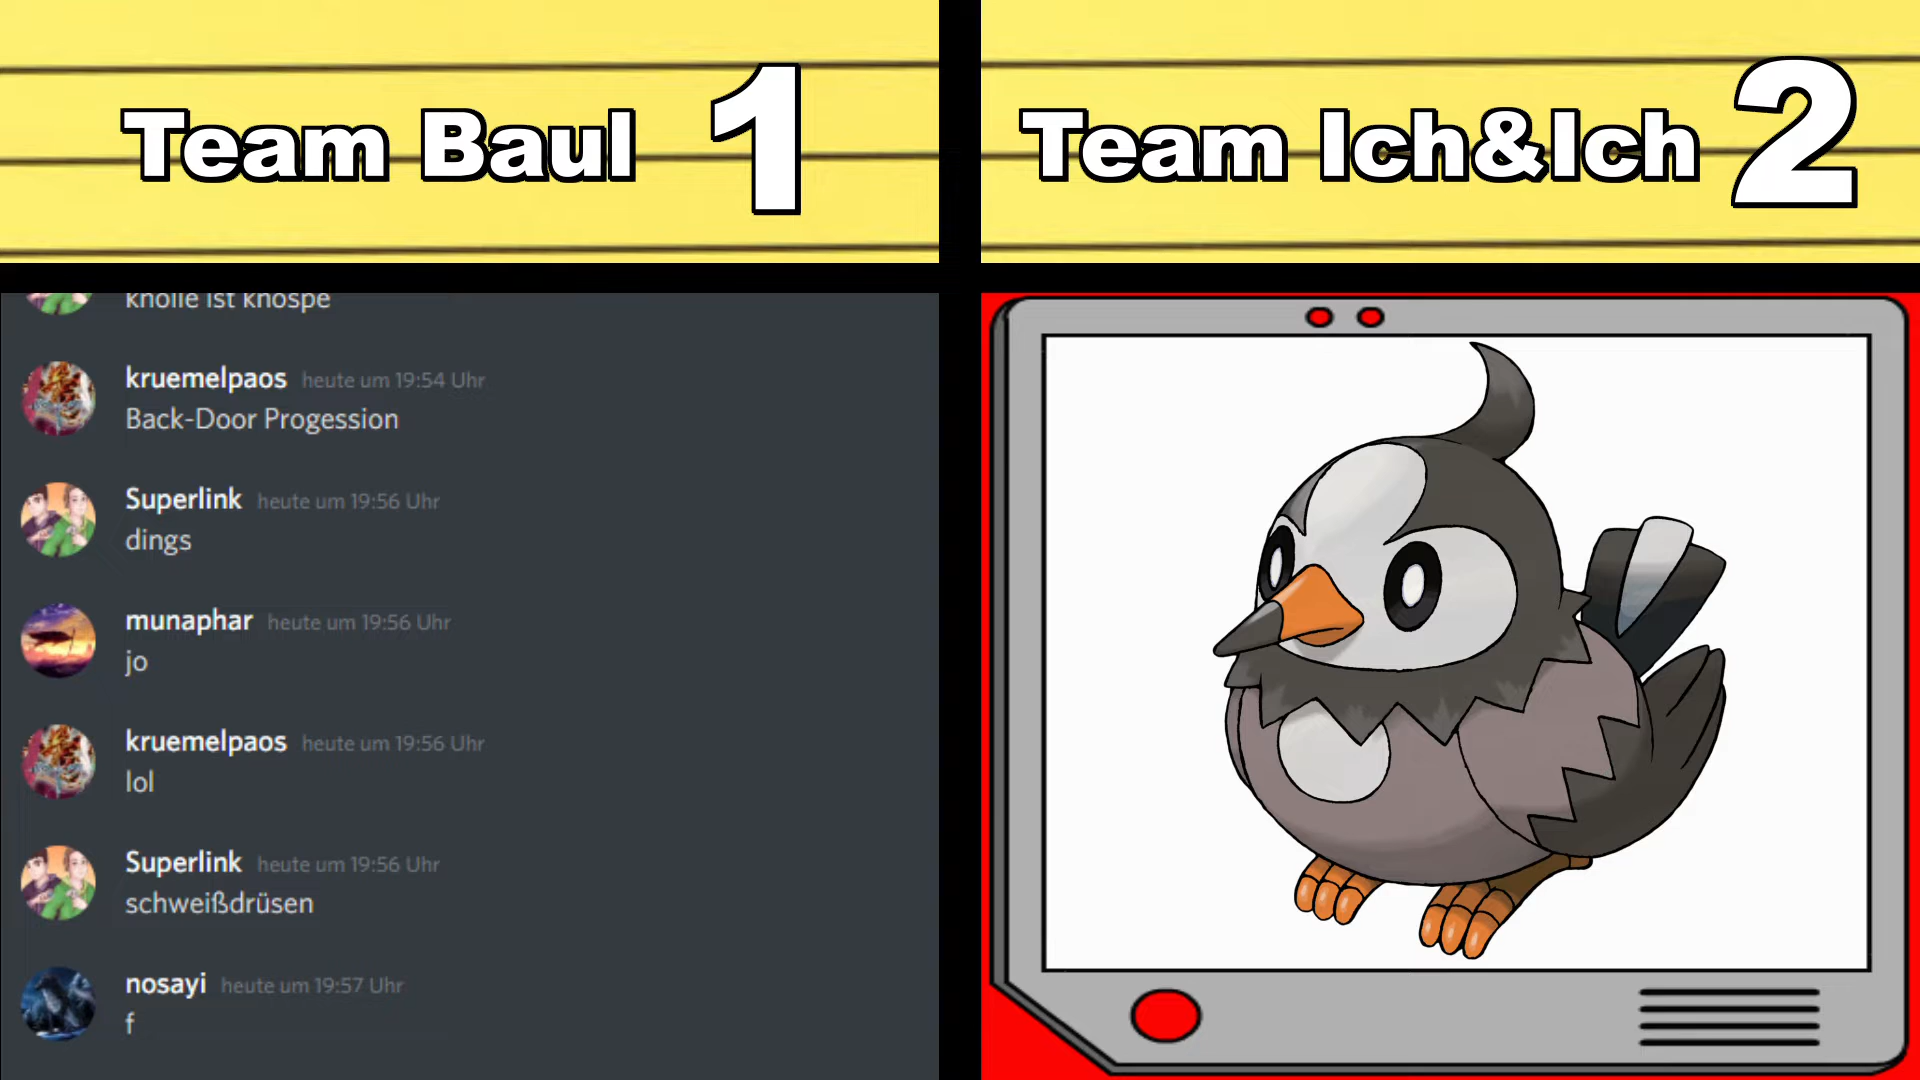 Team Baul 1
Team Ich&Ich 2
knolle ist knospe
kruemelpaos heute um 19:54 Uhr
Back-Door Progession
Superlink heute um 19:56 Uhr
dings
munaphar heute um 19:56 Uhr
jo
kruemelpaos heute um 19:56 Uhr
lol
Superlink heute um 19:56 Uhr
schweißdrüsen
nosayi heute um 19:57 Uhr
f